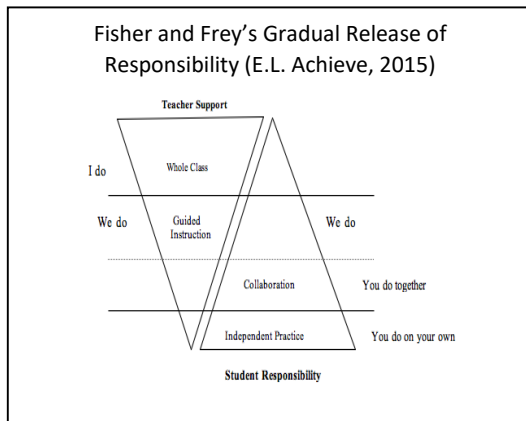 Fisher and Frey’s Gradual Release of
Responsibility (E.L. Achieve, 2015)
Teacher Support
I do
Whole Class
We do
Guided
Instruction
We do
Collaboration
You do together
Independent Practice
You do on your own
Student Responsibility